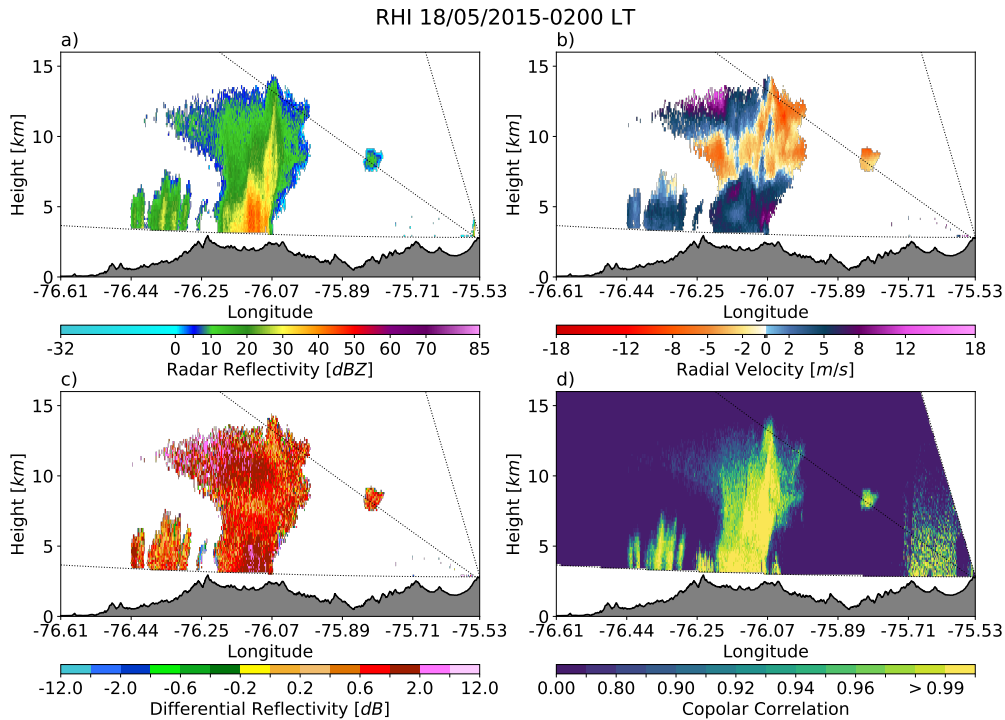 RHI 18/05/2015-0200 LT
a)
b)
Height [km]
15
10
5
0
-76.61 -76.44 -76.25 -76.07 -75.89 -75.71 -75.53
Longitude
-32 0 5 10 20 30 40 50 60 70 85
Radar Reflectivity [dBZ]
Height [km]
15
10
5
0
-76.61 -76.44 -76.25 -76.07 -75.89 -75.71 -75.53
Longitude
-18 -12 -8 -5 -2 0 2 5 8 12 18
Radial Velocity [m/s]
c)
d)
Height [km]
15
10
5
0
-76.61 -76.44 -76.25 -76.07 -75.89 -75.71 -75.53
Longitude
-12.0 -2.0 -0.6 -0.2 0.2 0.6 2.0 12.0
Differential Reflectivity [dB]
Height [km]
15
10
5
0
-76.61 -76.44 -76.25 -76.07 -75.89 -75.71 -75.53
Longitude
0.00 0.80 0.90 0.92 0.94 0.96 > 0.99
Copolar Correlation